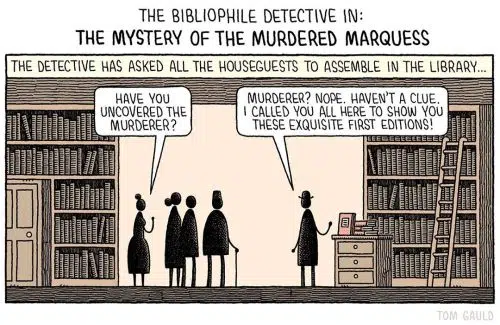 THE BIBLIOPHILE DETECTIVE IN:
THE MYSTERY OF THE MURDERED MARQUESS
THE DETECTIVE HAS ASKED ALL THE HOUSEGUESTS TO ASSEMBLE IN THE LIBRARY...
HAVE YOU
UNCOVERED THE
MURDERER?
MURDERER? NOPE. HAVEN'T A CLUE.
I CALLED YOU ALL HERE TO SHOW YOU
THESE EXQUISITE FIRST EDITIONS!
TOM GAULD